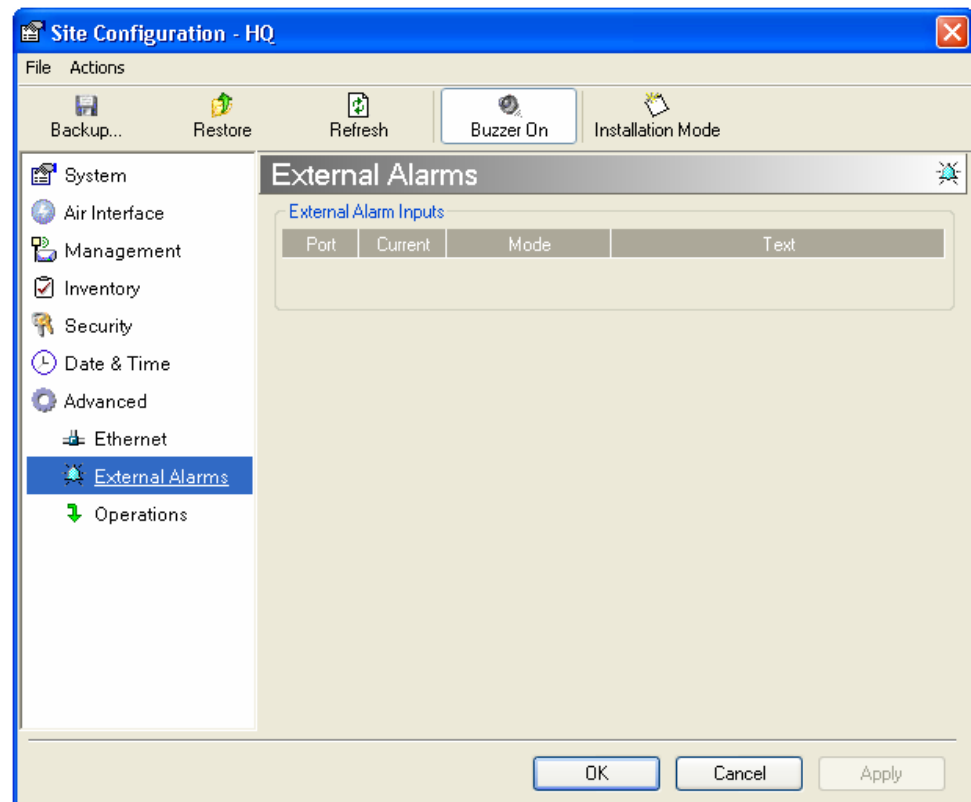 Site Configuration - HQ
File Actions
Backup... Restore Refresh Buzzer On Installation Mode
System
Air Interface
Management
Inventory
Security
Date & Time
Advanced
Ethernet
External Alarms
Operations
External Alarms
External Alarm Inputs
Port Current Mode Text
OK Cancel Apply